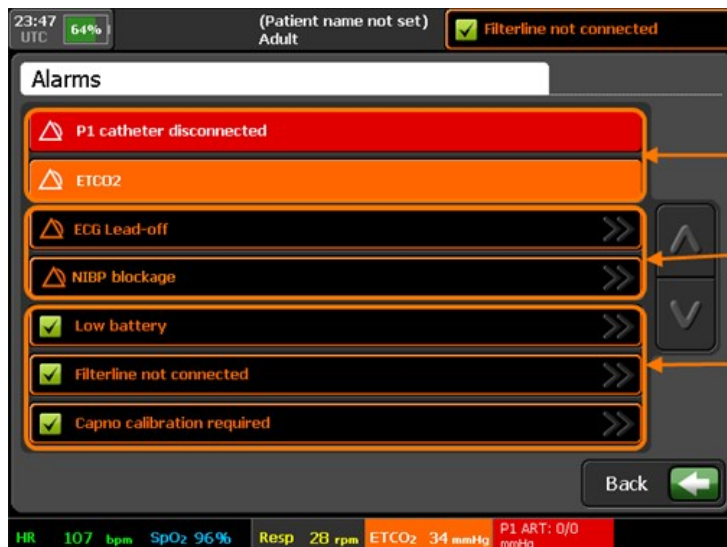 23:47
UTC
64%
(Patient name not set)
Adult
Filterline not connected
Alarms
P1 catheter disconnected
ETCO2
ECG Lead-off
NIBP blockage
Low battery
Filterline not connected
Capno calibration required
Back
HR 107 bpm SpO₂ 96% Resp 28 rpm ETCO₂ 34 mmHg P1 ART: 0/0
mmHg